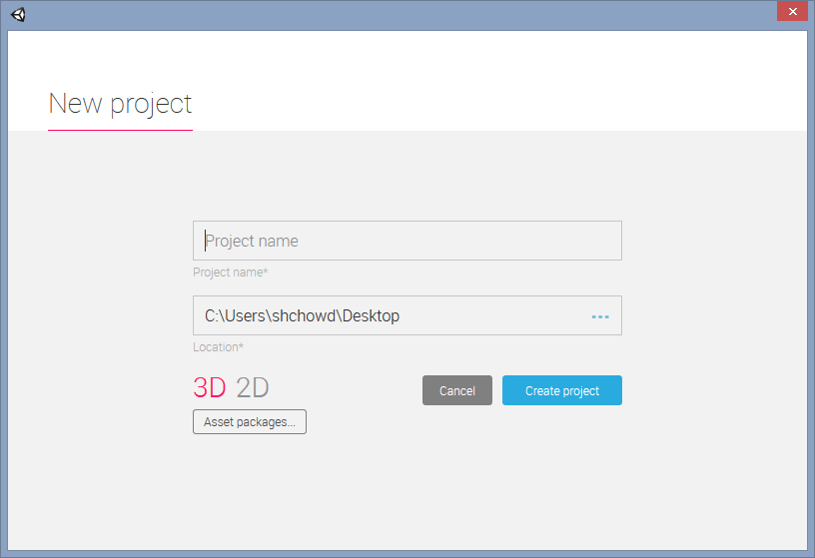 New project
Project name
Project name*
C:\Users\shchowd\Desktop
Location*
3D 2D
Cancel
Create project
Asset packages...